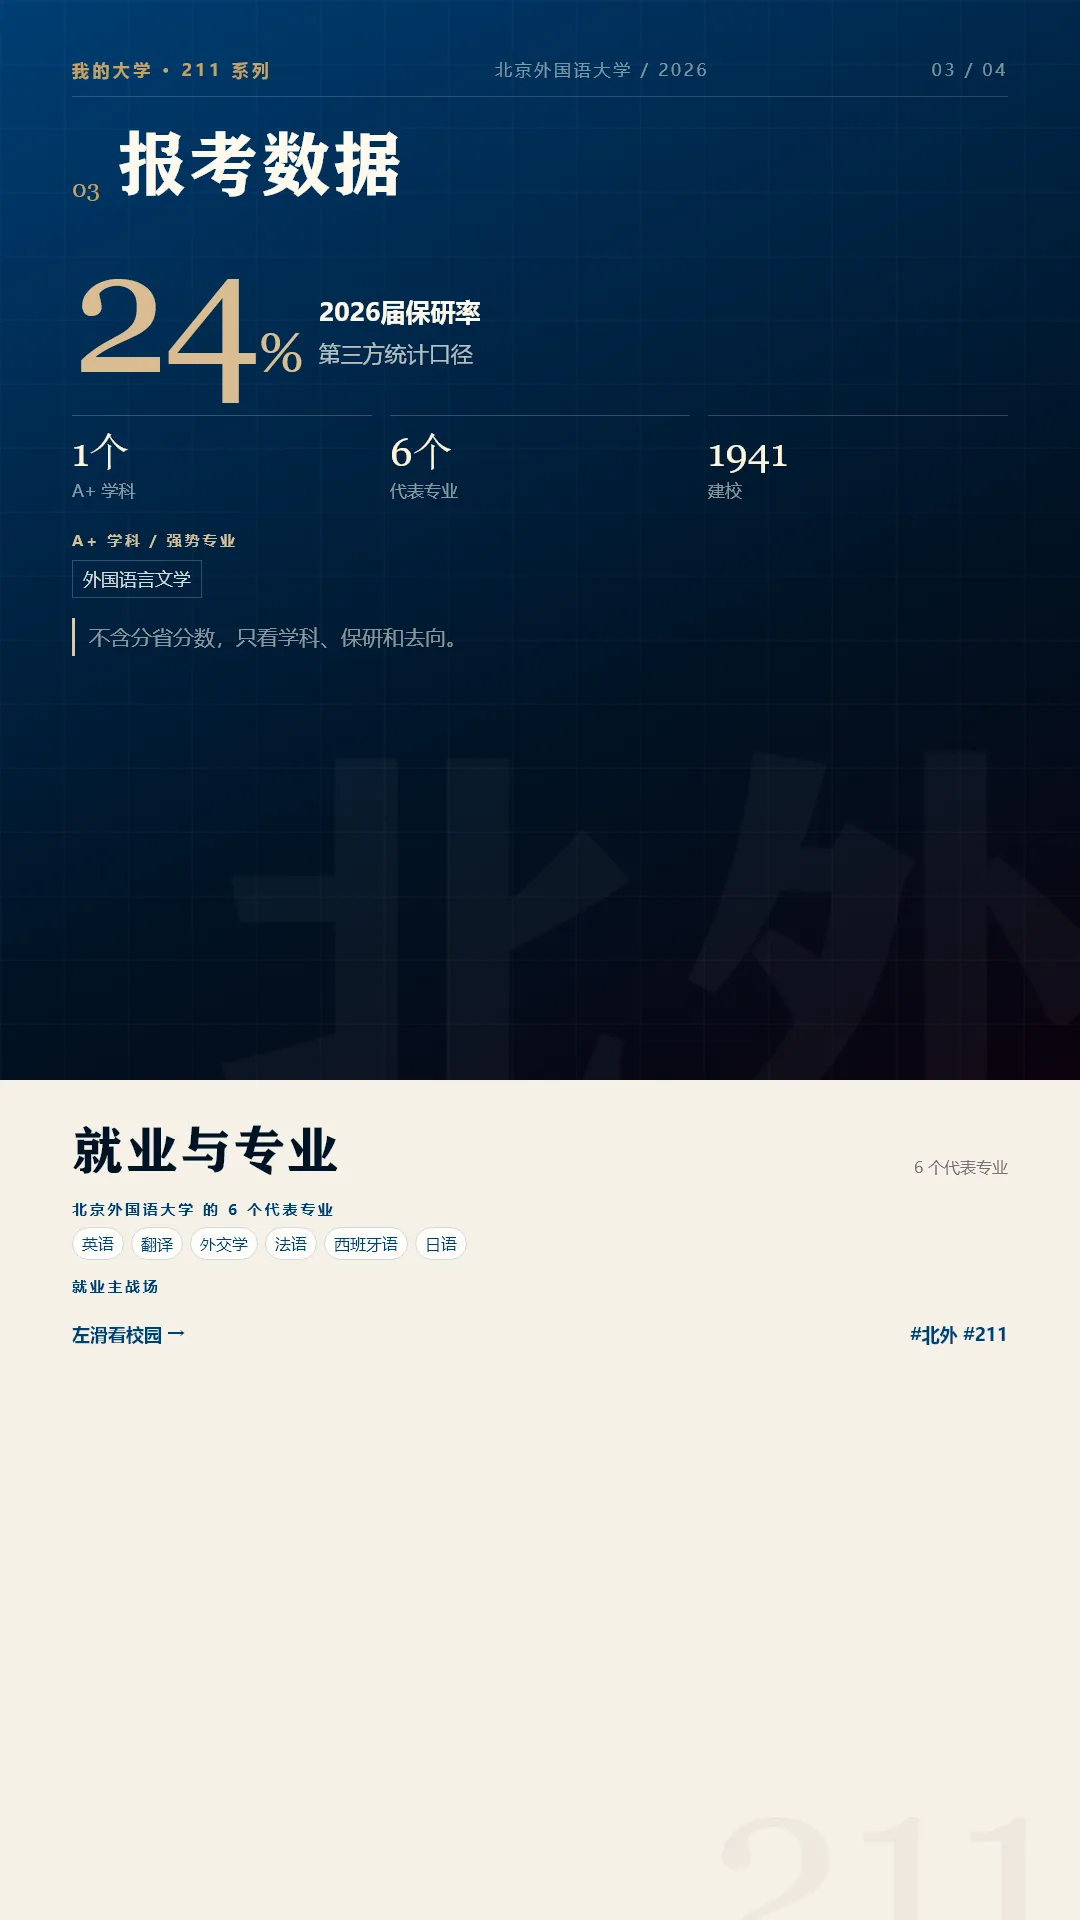 我的大学 · 211 系列
北京外国语大学 / 2026
03 / 04
03 报考数据
24%
2026届保研率
第三方统计口径
1个
A+ 学科
6个
代表专业
1941
建校
A+ 学科 / 强势专业
外国语言文学
不含分省分数，只看学科、保研和去向。
北外
就业与专业
6 个代表专业
北京外国语大学 的 6 个代表专业
英语 翻译 外交学 法语 西班牙语 日语
就业主战场
左滑看校园 →
#北外 #211
211